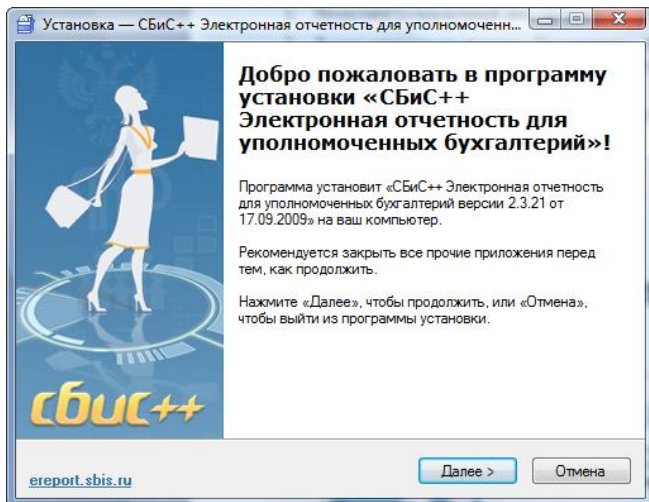 Установка — СБиС++ Электронная отчетность для уполномоченн...
Добро пожаловать в программу
установки «СБиС++
Электронная отчетность для
уполномоченных бухгалтерий»!
Программа установит «СБиС++ Электронная отчетность
для уполномоченных бухгалтерий версии 2.3.21 от
17.09.2009» на ваш компьютер.
Рекомендуется закрыть все прочие приложения перед
тем, как продолжить.
Нажмите «Далее», чтобы продолжить, или «Отмена»,
чтобы выйти из программы установки.
сбис++
ereport.sbis.ru
Далее >
Отмена